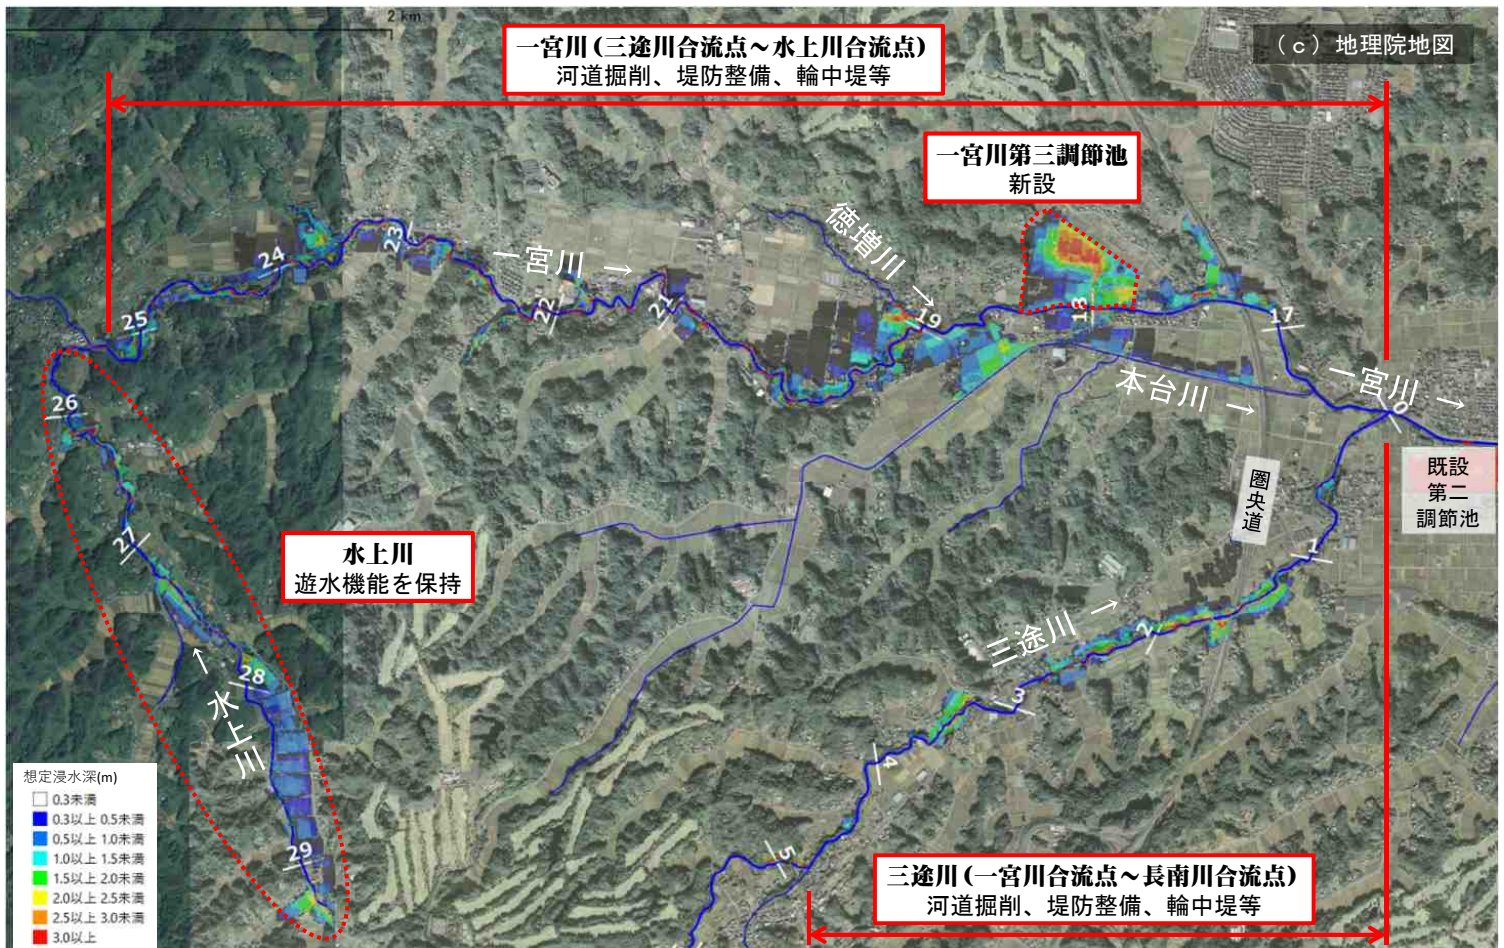 2 km
一宮川(三途川合流点~水上川合流点)
河道掘削、堤防整備、輪中堤等
(c)地理院地図
一宮川第三調節池
新設
徳増川→
一宮川→
24
23
22
21
19
18
17
25
26
本台川→
一宮川→
0
既設
第二
調節池
圏央道
27
水上川
遊水機能を保持
1
三途川→
2
3
28
←水上川
4
29
5
想定浸水深(m)
0.3未満
0.3以上 0.5未満
0.5以上 1.0未満
1.0以上 1.5未満
1.5以上 2.0未満
2.0以上 2.5未満
2.5以上 3.0未満
3.0以上
三途川(一宮川合流点~長南川合流点)
河道掘削、堤防整備、輪中堤等